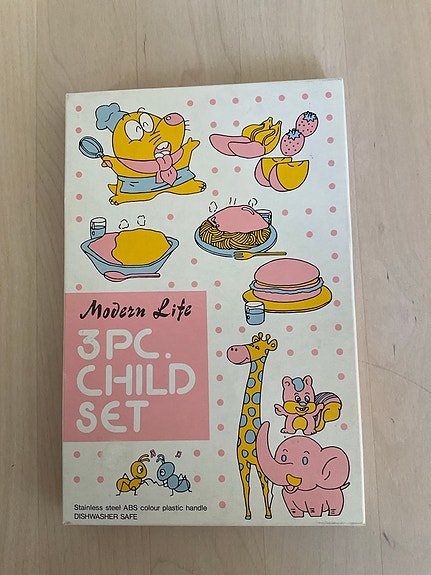 Modern Life
3PC.
CHILD
SET
Stainless steel ABS colour plastic handle
DISHWASHER SAFE